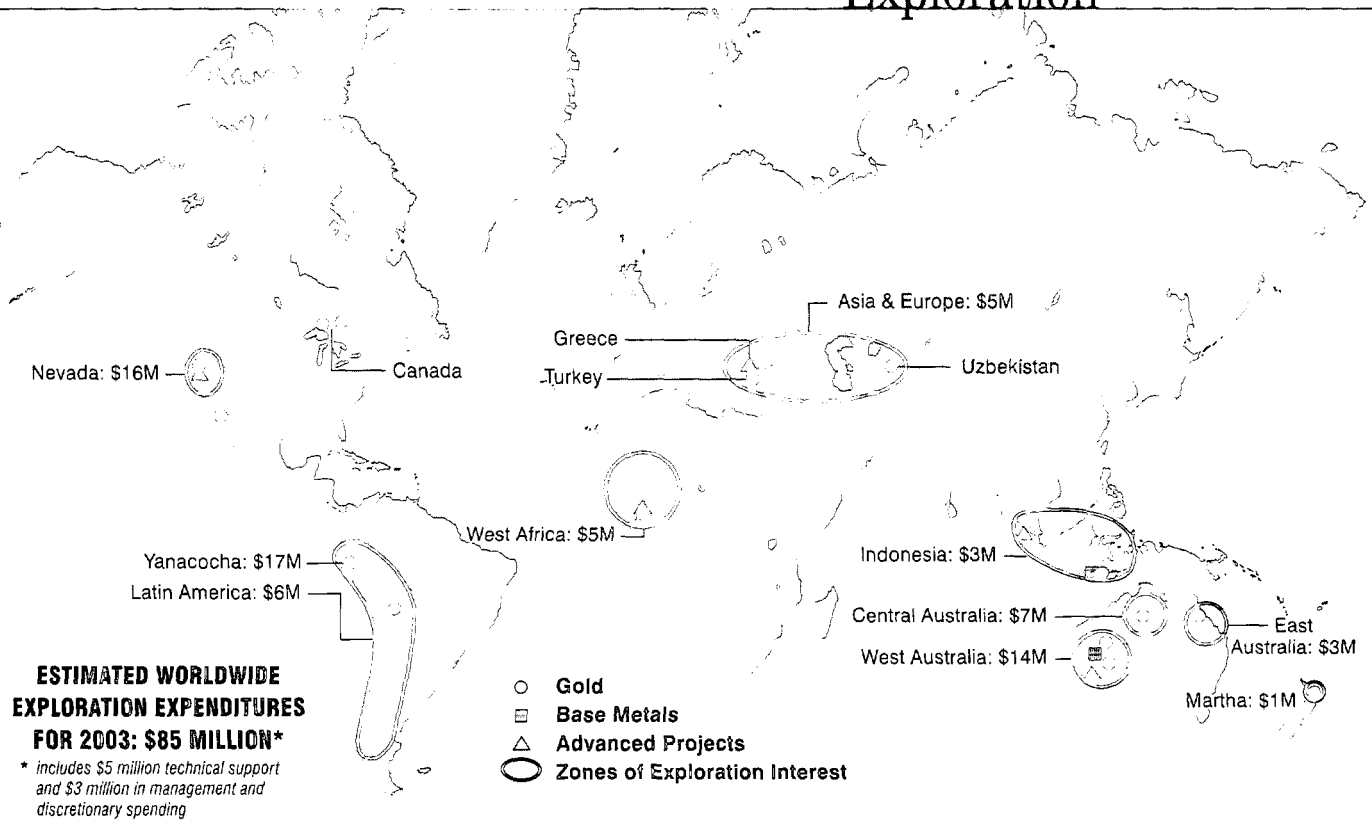 Exploration
Asia & Europe: $5M
Greece
Nevada: $16M
Canada
Turkey
Uzbekistan
West Africa: $5M
Yanacocha: $17M
Indonesia: $3M
Latin America: $6M
Central Australia: $7M
East
Australia: $3M
West Australia: $14M
Martha: $1M
ESTIMATED WORLDWIDE
EXPLORATION EXPENDITURES
FOR 2003: $85 MILLION*
* includes $5 million technical support
and $3 million in management and
discretionary spending
Gold
Base Metals
Advanced Projects
Zones of Exploration Interest